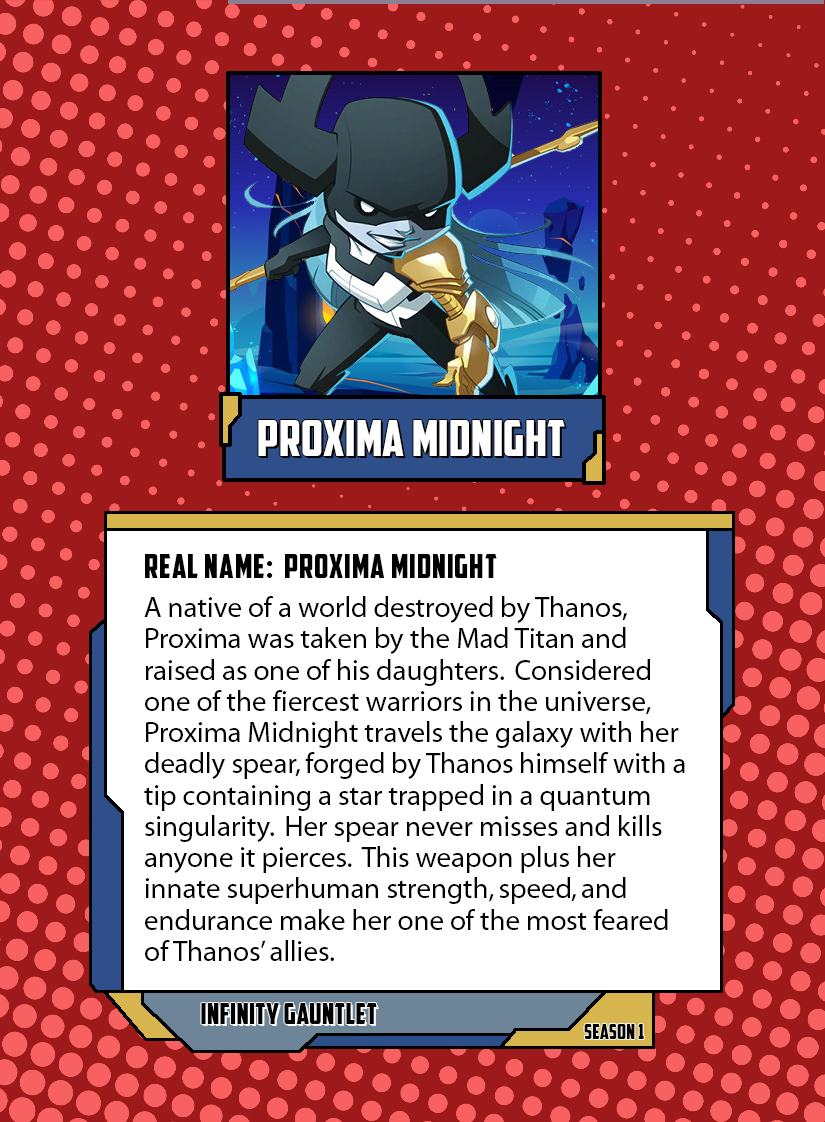 PROXIMA MIDNIGHT
REAL NAME: PROXIMA MIDNIGHT
A native of a world destroyed by Thanos,
Proxima was taken by the Mad Titan and
raised as one of his daughters. Considered
one of the fiercest warriors in the universe,
Proxima Midnight travels the galaxy with her
deadly spear, forged by Thanos himself with a
tip containing a star trapped in a quantum
singularity. Her spear never misses and kills
anyone it pierces. This weapon plus her
innate superhuman strength, speed, and
endurance make her one of the most feared
of Thanos’ allies.
INFINITY GAUNTLET
SEASON 1